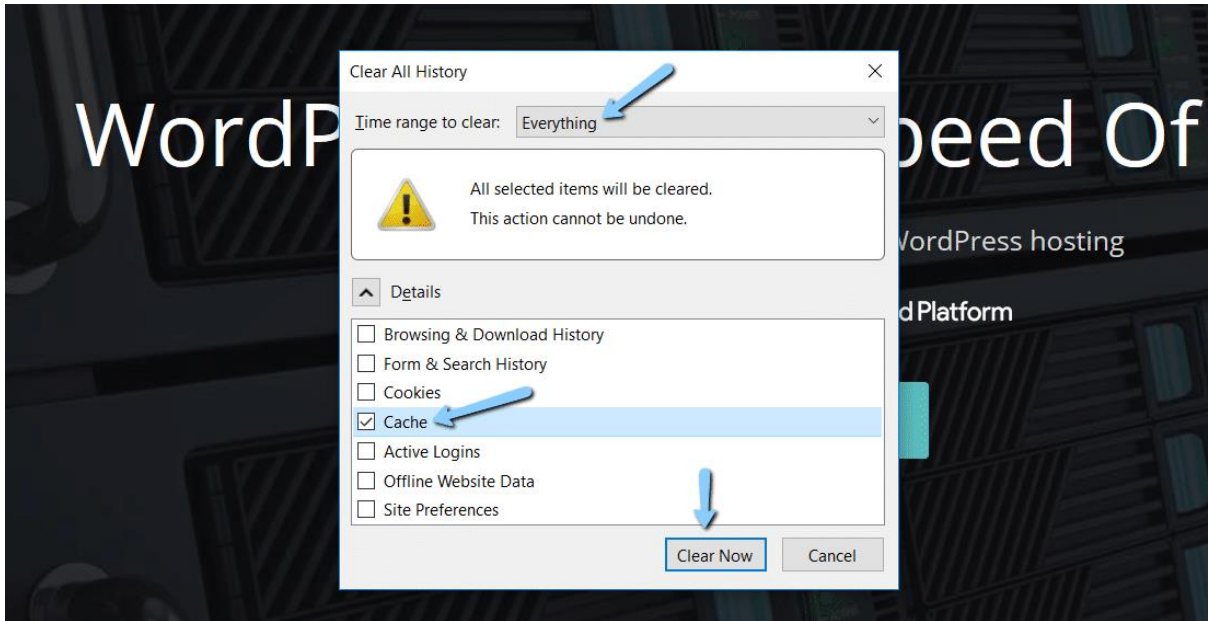 Clear All History
Time range to clear: Everything
WordP
peed Of
All selected items will be cleared.
This action cannot be undone.
WordPress hosting
Details
d Platform
Browsing & Download History
Form & Search History
Cookies
Cache
Active Logins
Offline Website Data
Site Preferences
Clear Now Cancel